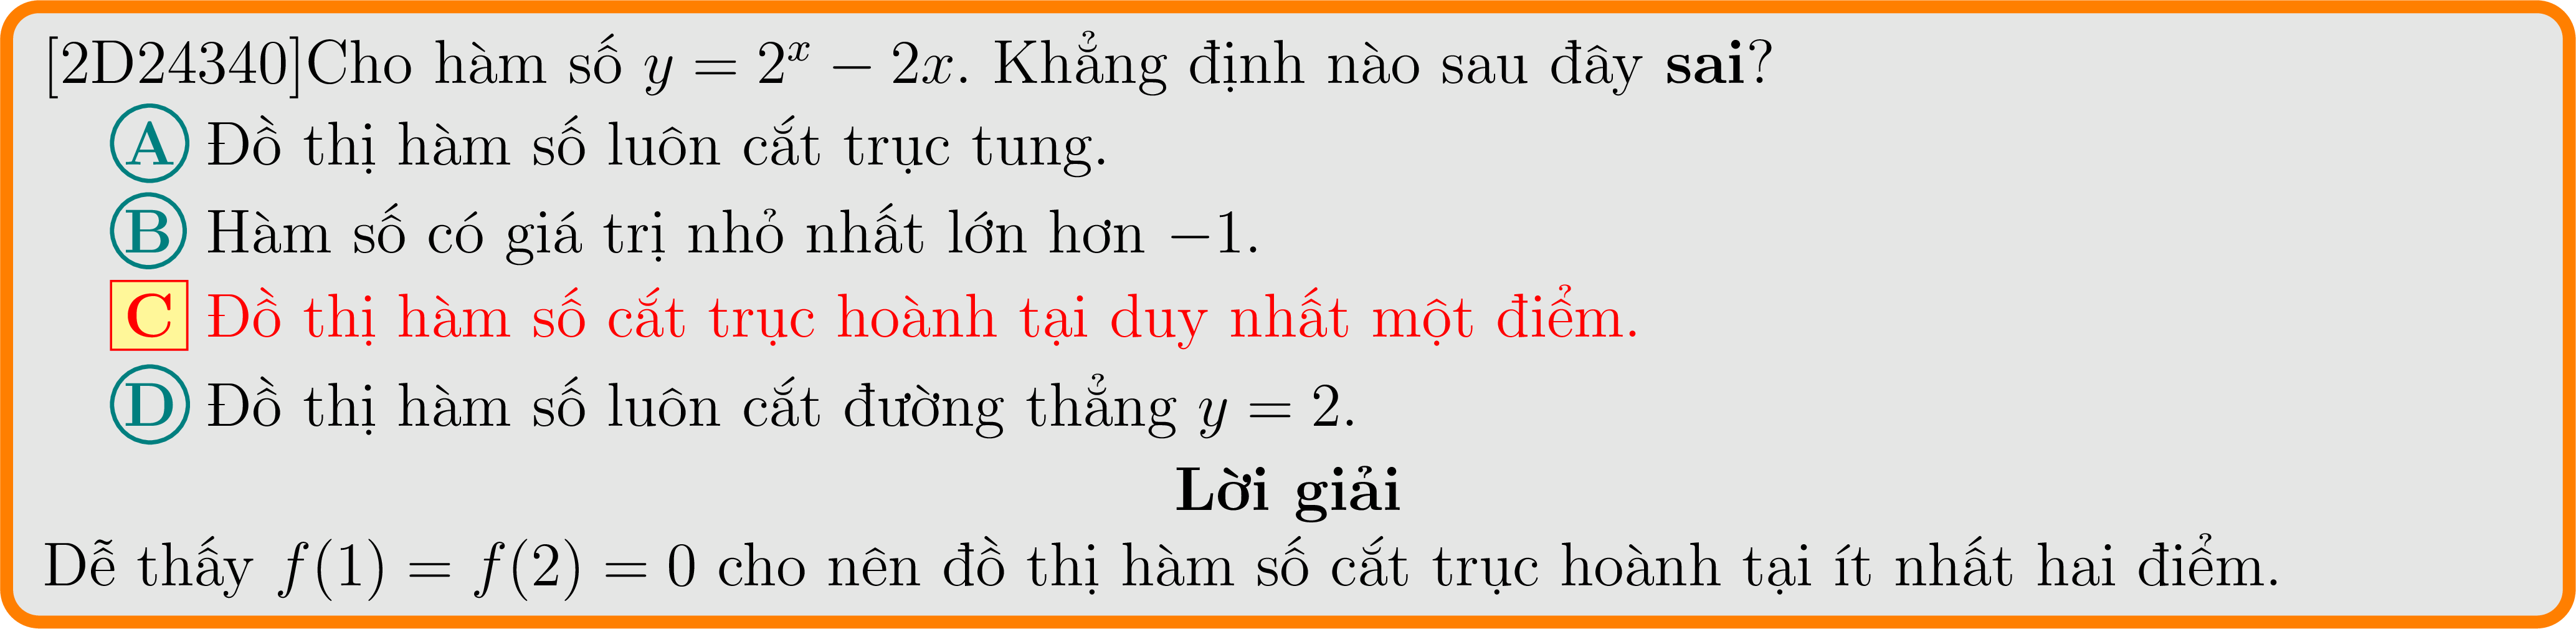 [2D24340]Cho hàm số y = 2^x − 2x. Khẳng định nào sau đây sai?
A Đồ thị hàm số luôn cắt trục tung.
B Hàm số có giá trị nhỏ nhất lớn hơn −1.
C Đồ thị hàm số cắt trục hoành tại duy nhất một điểm.
D Đồ thị hàm số luôn cắt đường thẳng y = 2.
Lời giải
Dễ thấy f(1) = f(2) = 0 cho nên đồ thị hàm số cắt trục hoành tại ít nhất hai điểm.